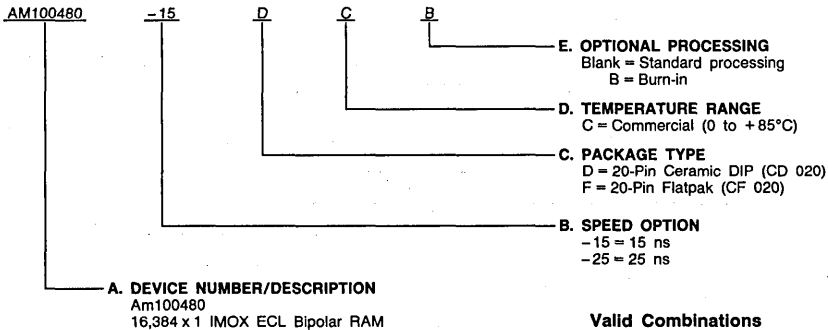 AM100480 -15 D C B
E. OPTIONAL PROCESSING
Blank = Standard processing
B = Burn-in
D. TEMPERATURE RANGE
C = Commercial (0 to +85°C)
C. PACKAGE TYPE
D = 20-Pin Ceramic DIP (CD 020)
F = 20-Pin Flatpak (CF 020)
B. SPEED OPTION
-15 = 15 ns
-25 = 25 ns
A. DEVICE NUMBER/DESCRIPTION
Am100480
16,384 x 1 IMOX ECL Bipolar RAM
Valid Combinations